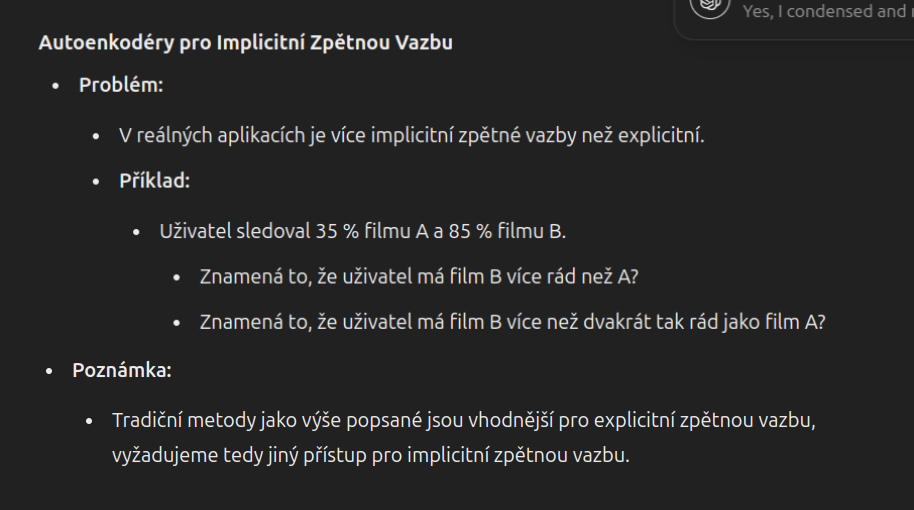 Yes, I condensed and
Autoenkodéry pro Implicitní Zpětnou Vazbu
• Problém:
• V reálných aplikacích je více implicitní zpětné vazby než explicitní.
• Příklad:
• Uživatel sledoval 35 % filmu A a 85 % filmu B.
• Znamená to, že uživatel má film B více rád než A?
• Znamená to, že uživatel má film B více než dvakrát tak rád jako film A?
• Poznámka:
• Tradiční metody jako výše popsané jsou vhodnější pro explicitní zpětnou vazbu,
vyžadujeme tedy jiný přístup pro implicitní zpětnou vazbu.